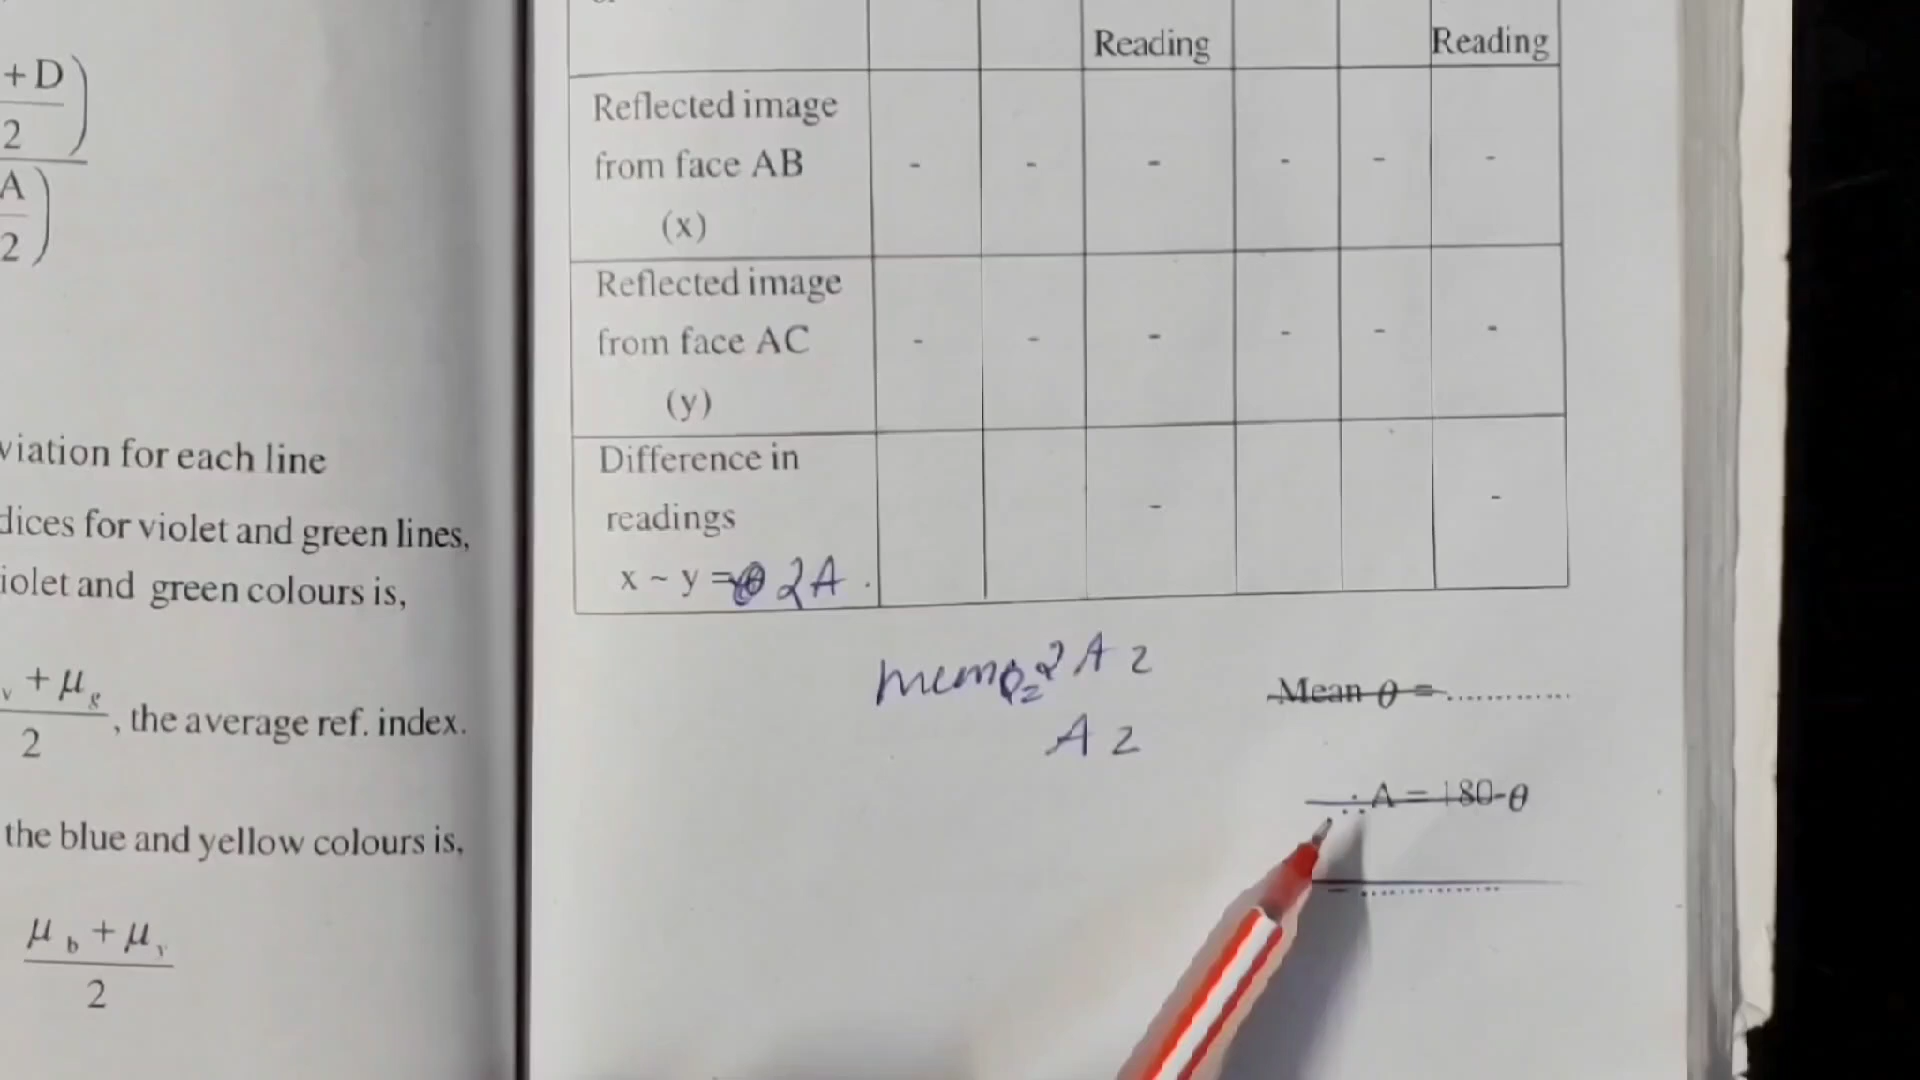 + D
2
A
2
viation for each line
dices for violet and green lines,
iolet and green colours is,
v + μg
2
, the average ref. index.
the blue and yellow colours is,
μb + μy
2
Reading Reading
Reflected image
from face AB - - - - - -
(x)
Reflected image
from face AC - - - - - -
(y)
Difference in
readings - -
x ~ y = 2A .
2A =
A =
Mean θ = ..............
∴ A = 180-θ
= ..............